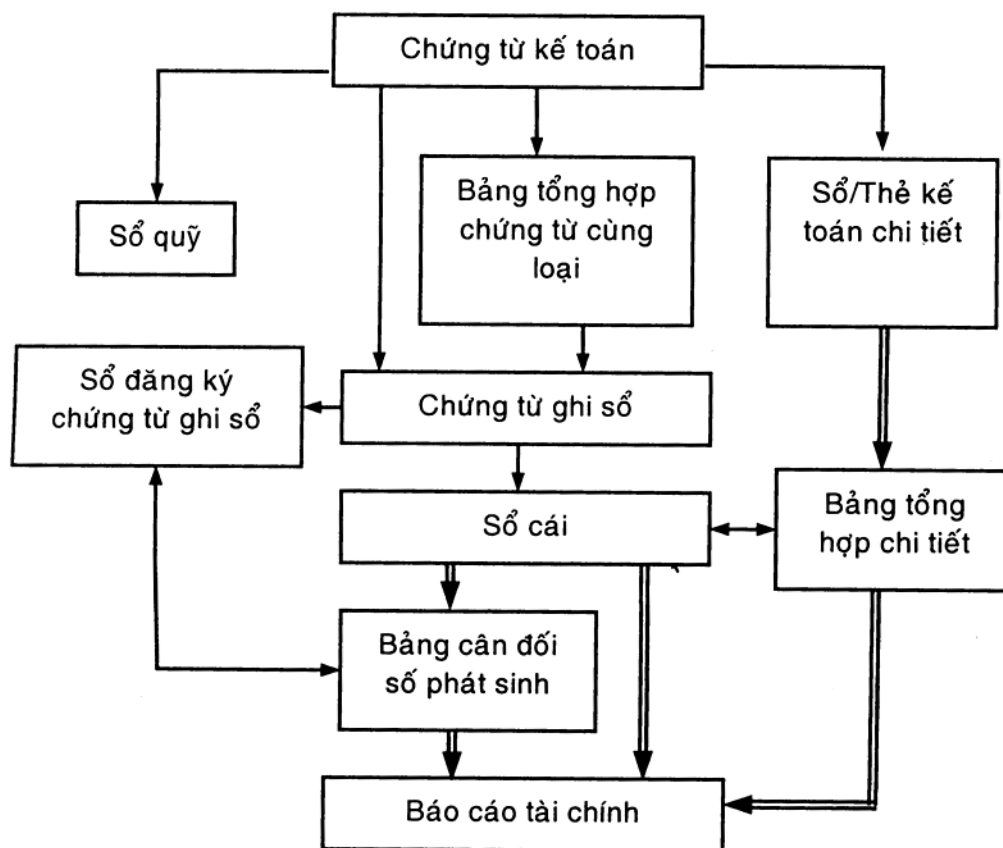 Chứng từ kế toán
Sổ quỹ
Bảng tổng hợp
chứng từ cùng
loại
Sổ/Thẻ kế
toán chi tiết
Sổ đăng ký
chứng từ ghi sổ
Chứng từ ghi sổ
Sổ cái
Bảng tổng
hợp chi tiết
Bảng cân đối
số phát sinh
Báo cáo tài chính